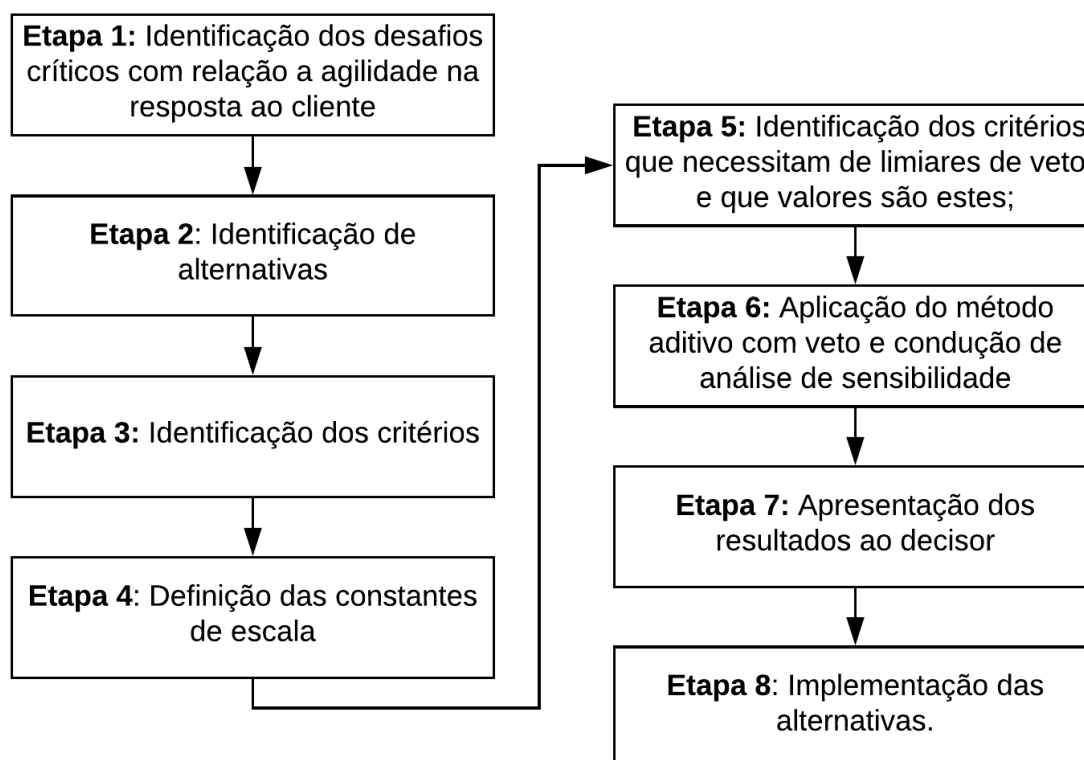 Etapa 1: Identificação dos desafios
críticos com relação a agilidade na
resposta ao cliente
Etapa 2: Identificação de
alternativas
Etapa 3: Identificação dos critérios
Etapa 4: Definição das constantes
de escala
Etapa 5: Identificação dos critérios
que necessitam de limiares de veto
e que valores são estes;
Etapa 6: Aplicação do método
aditivo com veto e condução de
análise de sensibilidade
Etapa 7: Apresentação dos
resultados ao decisor
Etapa 8: Implementação das
alternativas.